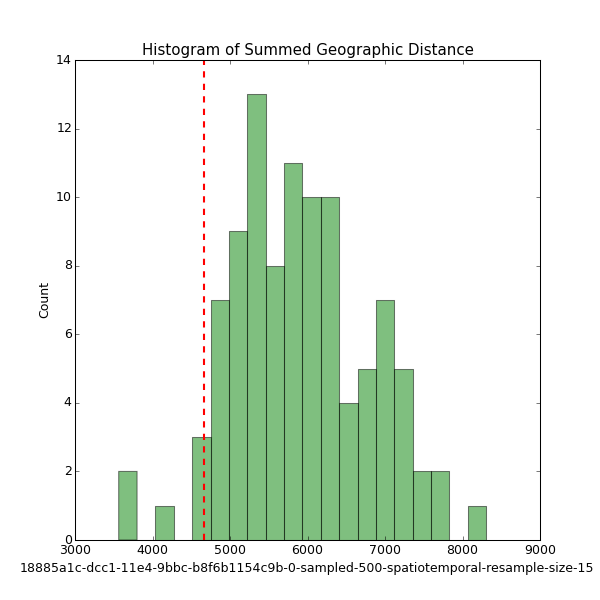 Histogram of Summed Geographic Distance
14
12
10
8
6
4
2
0
Count
3000 4000 5000 6000 7000 8000 9000
18885a1c-dcc1-11e4-9bbc-b8f6b1154c9b-0-sampled-500-spatiotemporal-resample-size-15